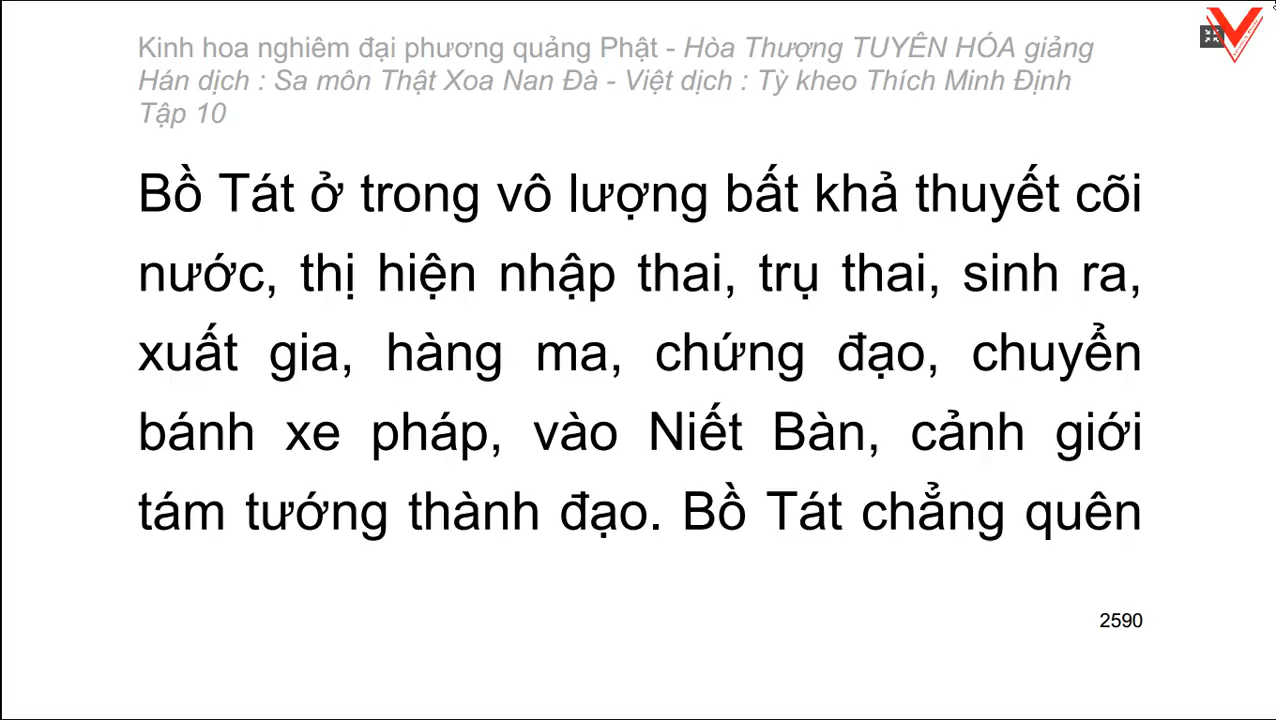 Kinh hoa nghiêm đại phương quảng Phật - Hòa Thượng TUYÊN HÓA giảng
Hán dịch : Sa môn Thật Xoa Nan Đà - Việt dịch : Tỳ kheo Thích Minh Định
Tập 10
Bồ Tát ở trong vô lượng bất khả thuyết cõi
nước, thị hiện nhập thai, trụ thai, sinh ra,
xuất gia, hàng ma, chứng đạo, chuyển
bánh xe pháp, vào Niết Bàn, cảnh giới
tám tướng thành đạo. Bồ Tát chẳng quên
2590